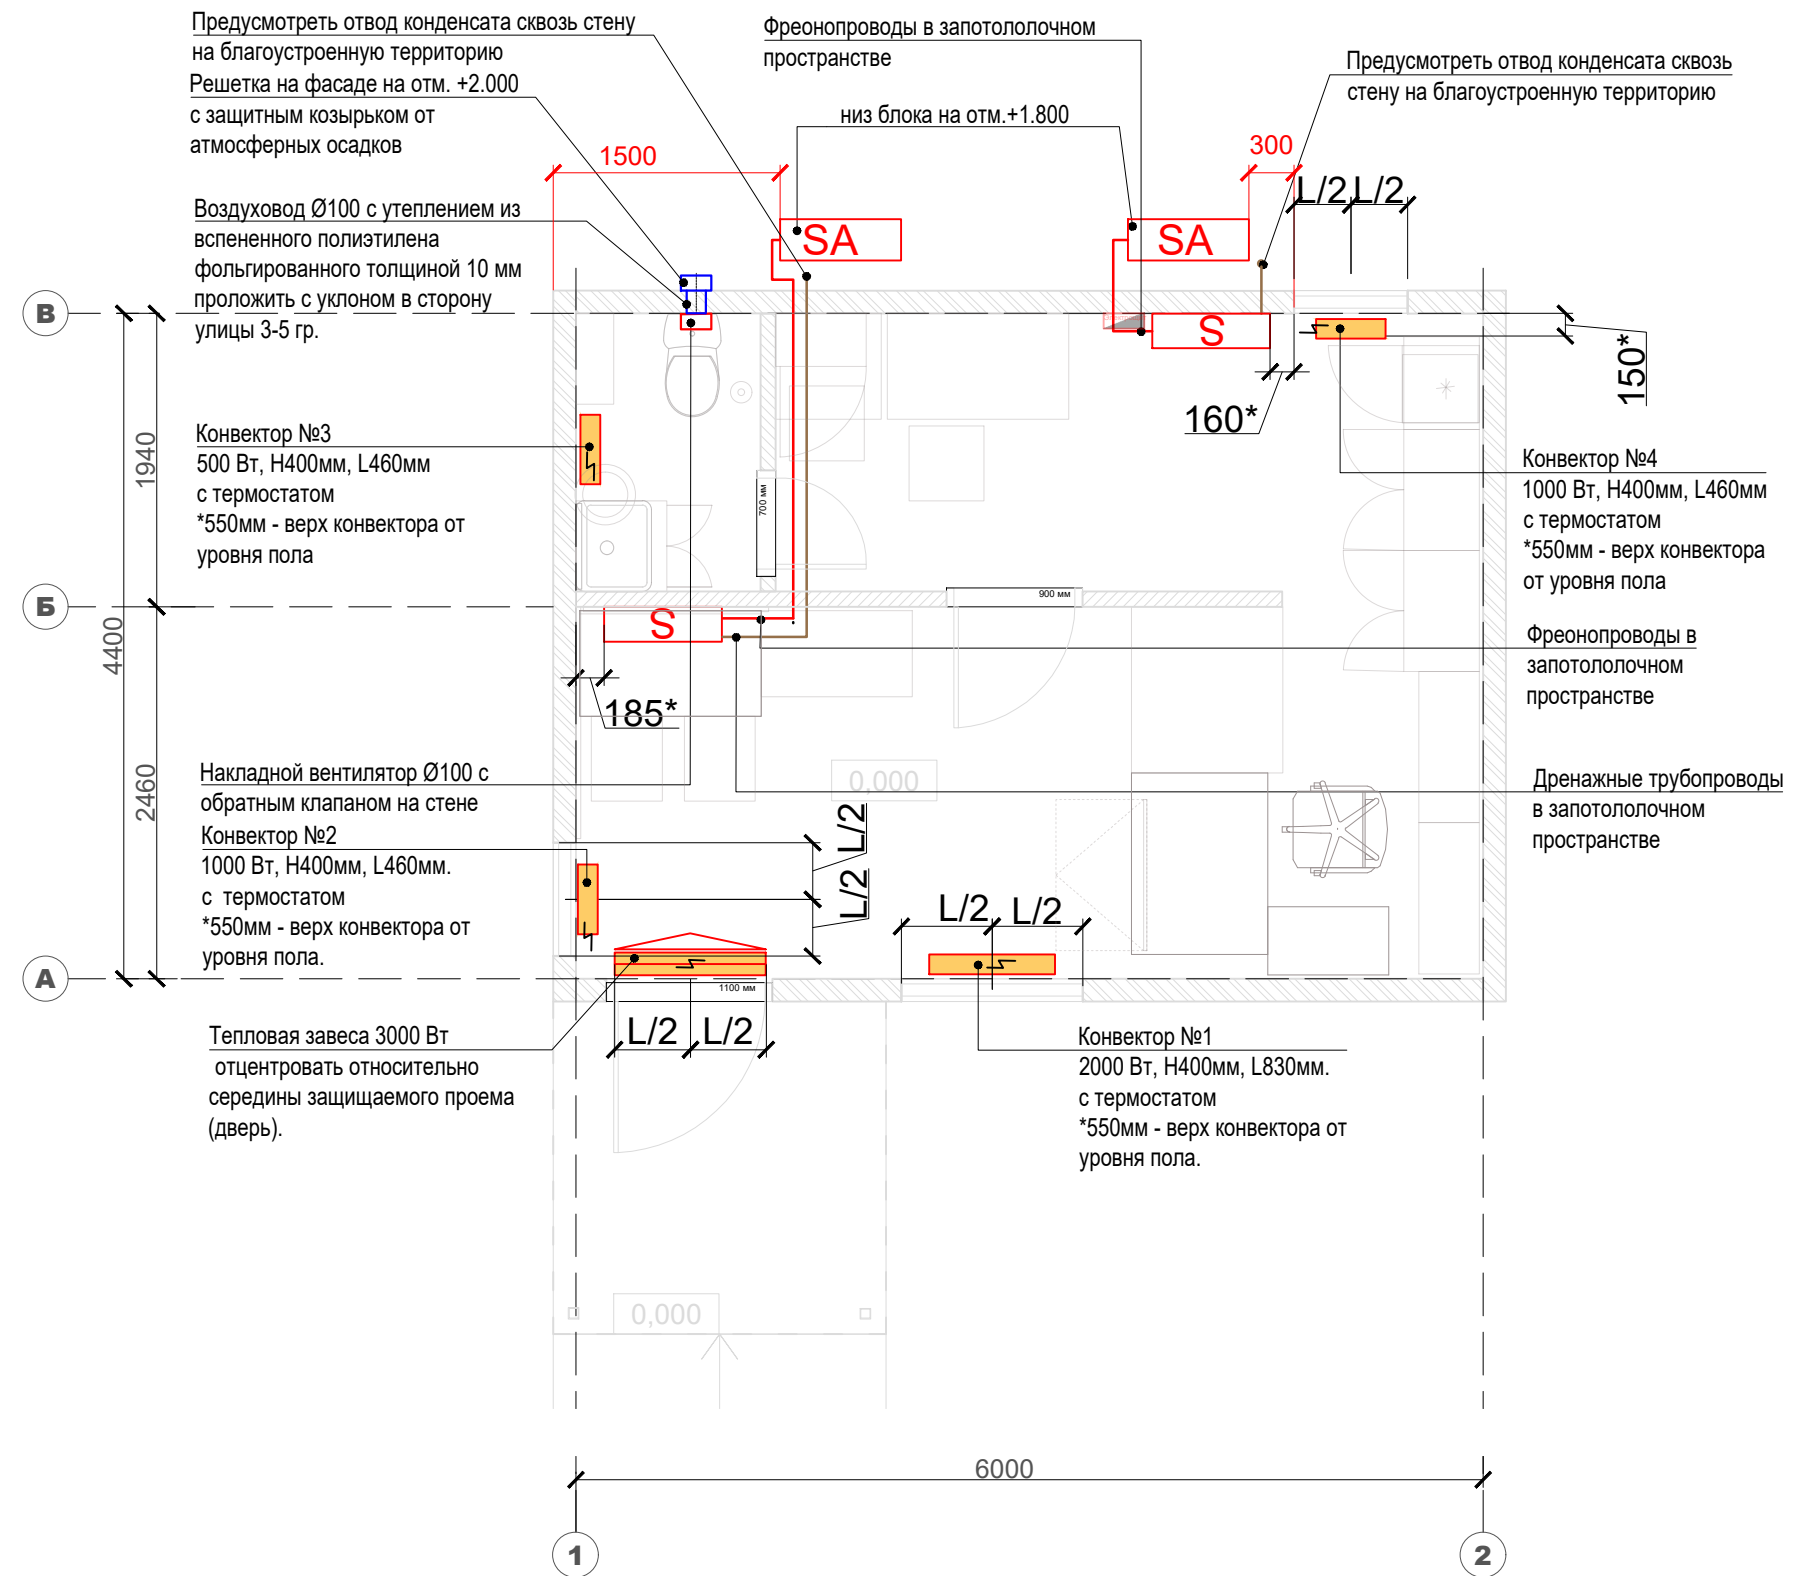 Предусмотреть отвод конденсата сквозь стену
на благоустроенную территорию
Решетка на фасаде на отм. +2.000
с защитным козырьком от
атмосферных осадков
Фреонопроводы в запотололочном
пространстве
низ блока на отм.+1.800
Предусмотреть отвод конденсата сквозь
стену на благоустроенную территорию
1500
300
L/2
L/2
Воздуховод Ø100 с утеплением из
вспененного полиэтилена
фольгированного толщиной 10 мм
проложить с уклоном в сторону
улицы 3-5 гр.
SA
SA
В
S
150*
160*
Конвектор №3
500 Вт, H400мм, L460мм
с термостатом
*550мм - верх конвектора от
уровня пола
1940
700 мм
Конвектор №4
1000 Вт, H400мм, L460мм
с термостатом
*550мм - верх конвектора
от уровня пола
Б
4400
900 мм
S
Фреонопроводы в
запотололочном
пространстве
185*
2460
Накладной вентилятор Ø100 с
обратным клапаном на стене
0,000
Дренажные трубопроводы
в запотололочном
пространстве
Конвектор №2
1000 Вт, H400мм, L460мм.
с термостатом
*550мм - верх конвектора от
уровня пола.
L/2
L/2
L/2
L/2
А
1100 мм
Тепловая завеса 3000 Вт
отцентровать относительно
середины защищаемого проема
(дверь).
L/2
L/2
Конвектор №1
2000 Вт, H400мм, L830мм.
с термостатом
*550мм - верх конвектора от
уровня пола.
0,000
6000
1
2